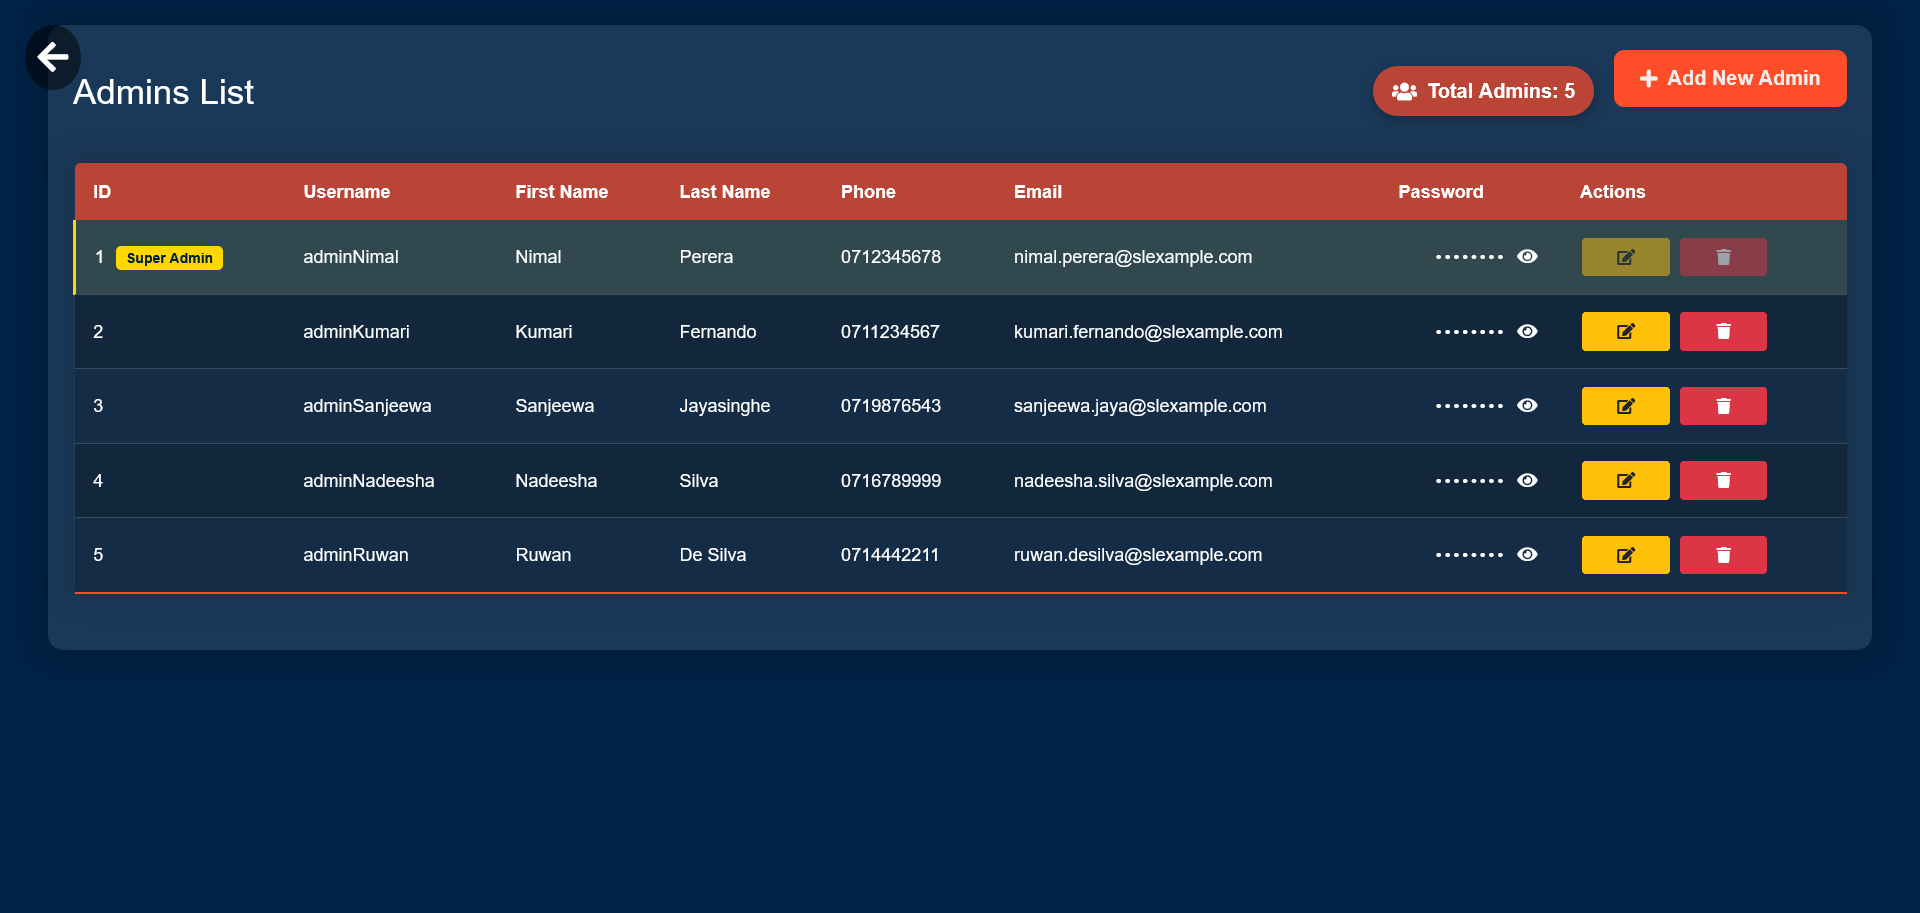 Admins List
Total Admins: 5
Add New Admin
ID Username First Name Last Name Phone Email Password Actions
1 Super Admin adminNimal Nimal Perera 0712345678 nimal.perera@slexample.com ••••••••
2 adminKumari Kumari Fernando 0711234567 kumari.fernando@slexample.com ••••••••
3 adminSanjeewa Sanjeewa Jayasinghe 0719876543 sanjeewa.jaya@slexample.com ••••••••
4 adminNadeesha Nadeesha Silva 0716789999 nadeesha.silva@slexample.com ••••••••
5 adminRuwan Ruwan De Silva 0714442211 ruwan.desilva@slexample.com ••••••••